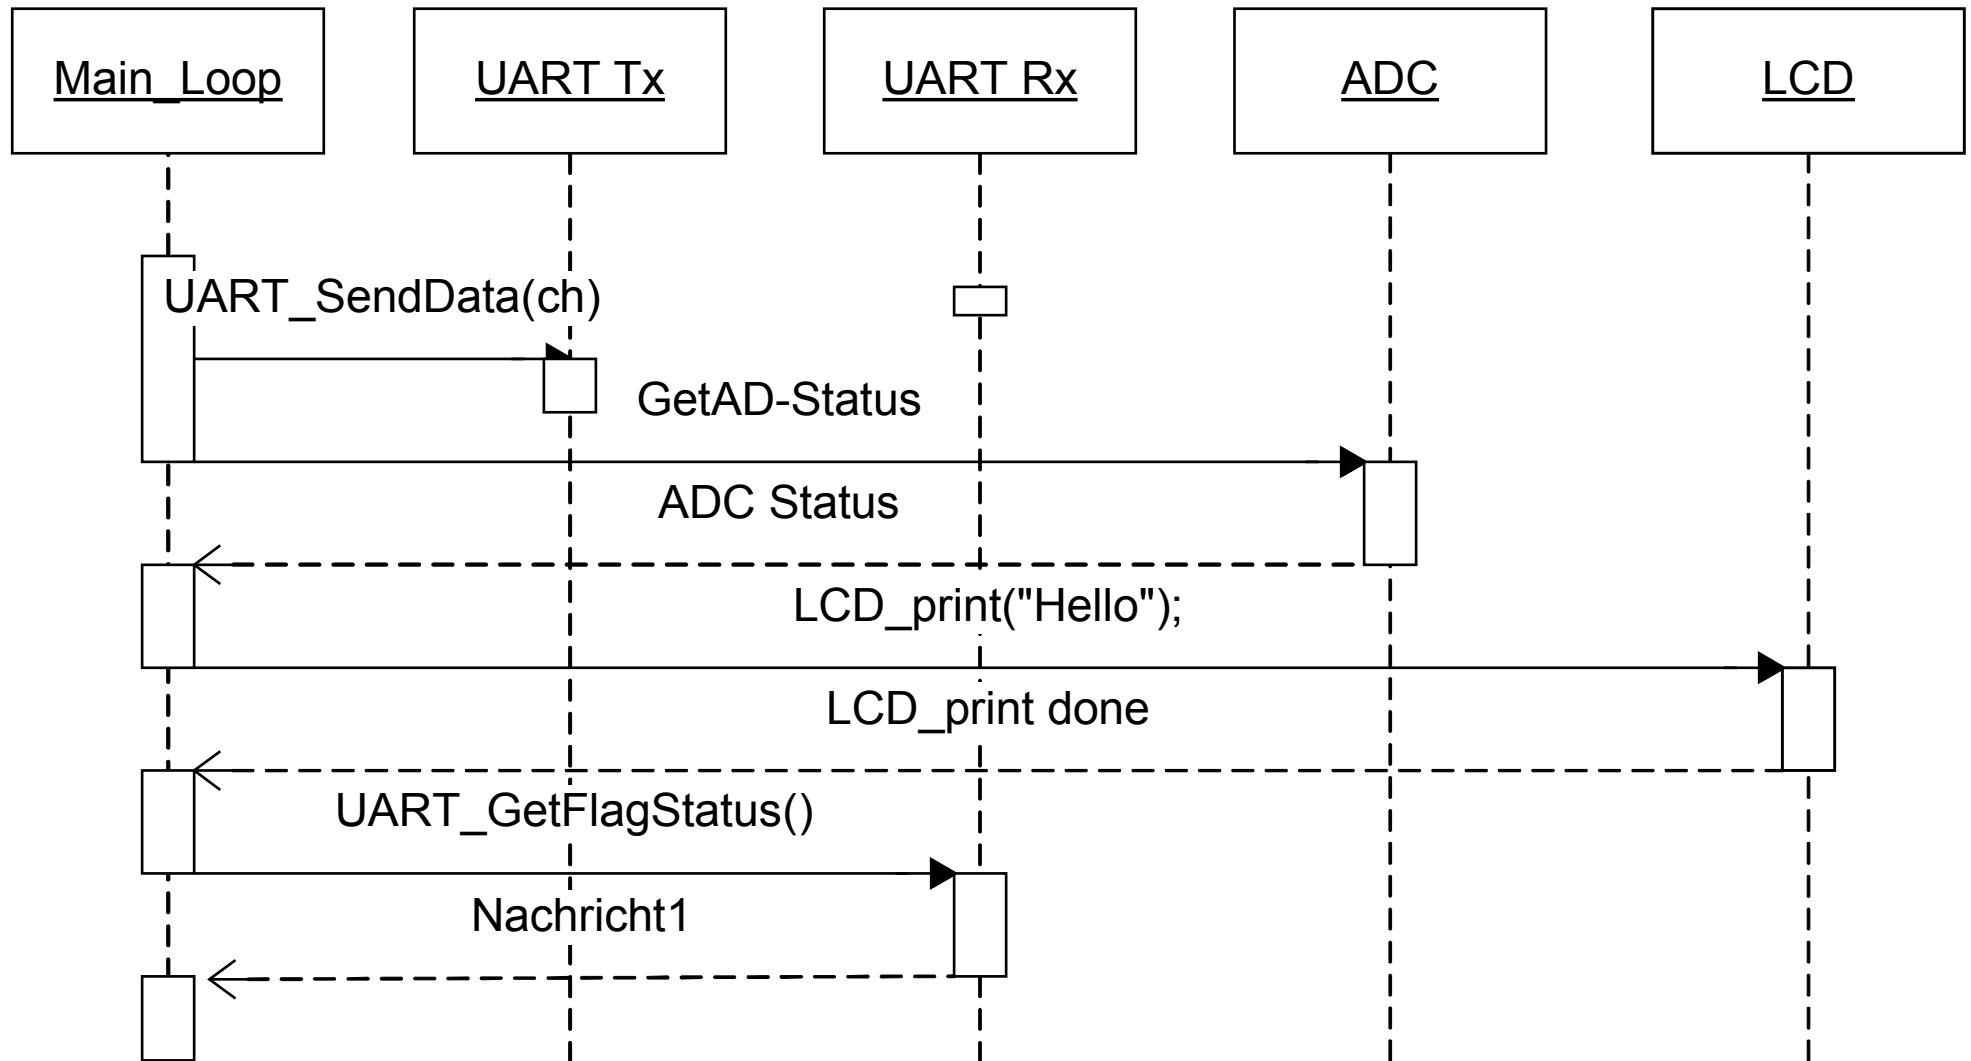 Main_Loop
UART Tx
UART Rx
ADC
LCD
UART_SendData(ch)
GetAD-Status
ADC Status
LCD_print("Hello");
LCD_print done
UART_GetFlagStatus()
Nachricht1